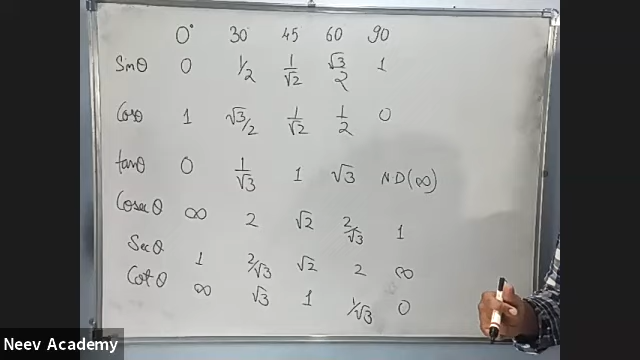 0° 30 45 60 90
Sinθ 0 1/2 1/√2 √3/2 1
Cosθ 1 √3/2 1/√2 1/2 0
tanθ 0 1/√3 1 √3 N.D(∞)
Cosecθ ∞ 2 √2 2/√3 1
Secθ 1 2/√3 √2 2 ∞
Cotθ ∞ √3 1 1/√3 0
Neev Academy